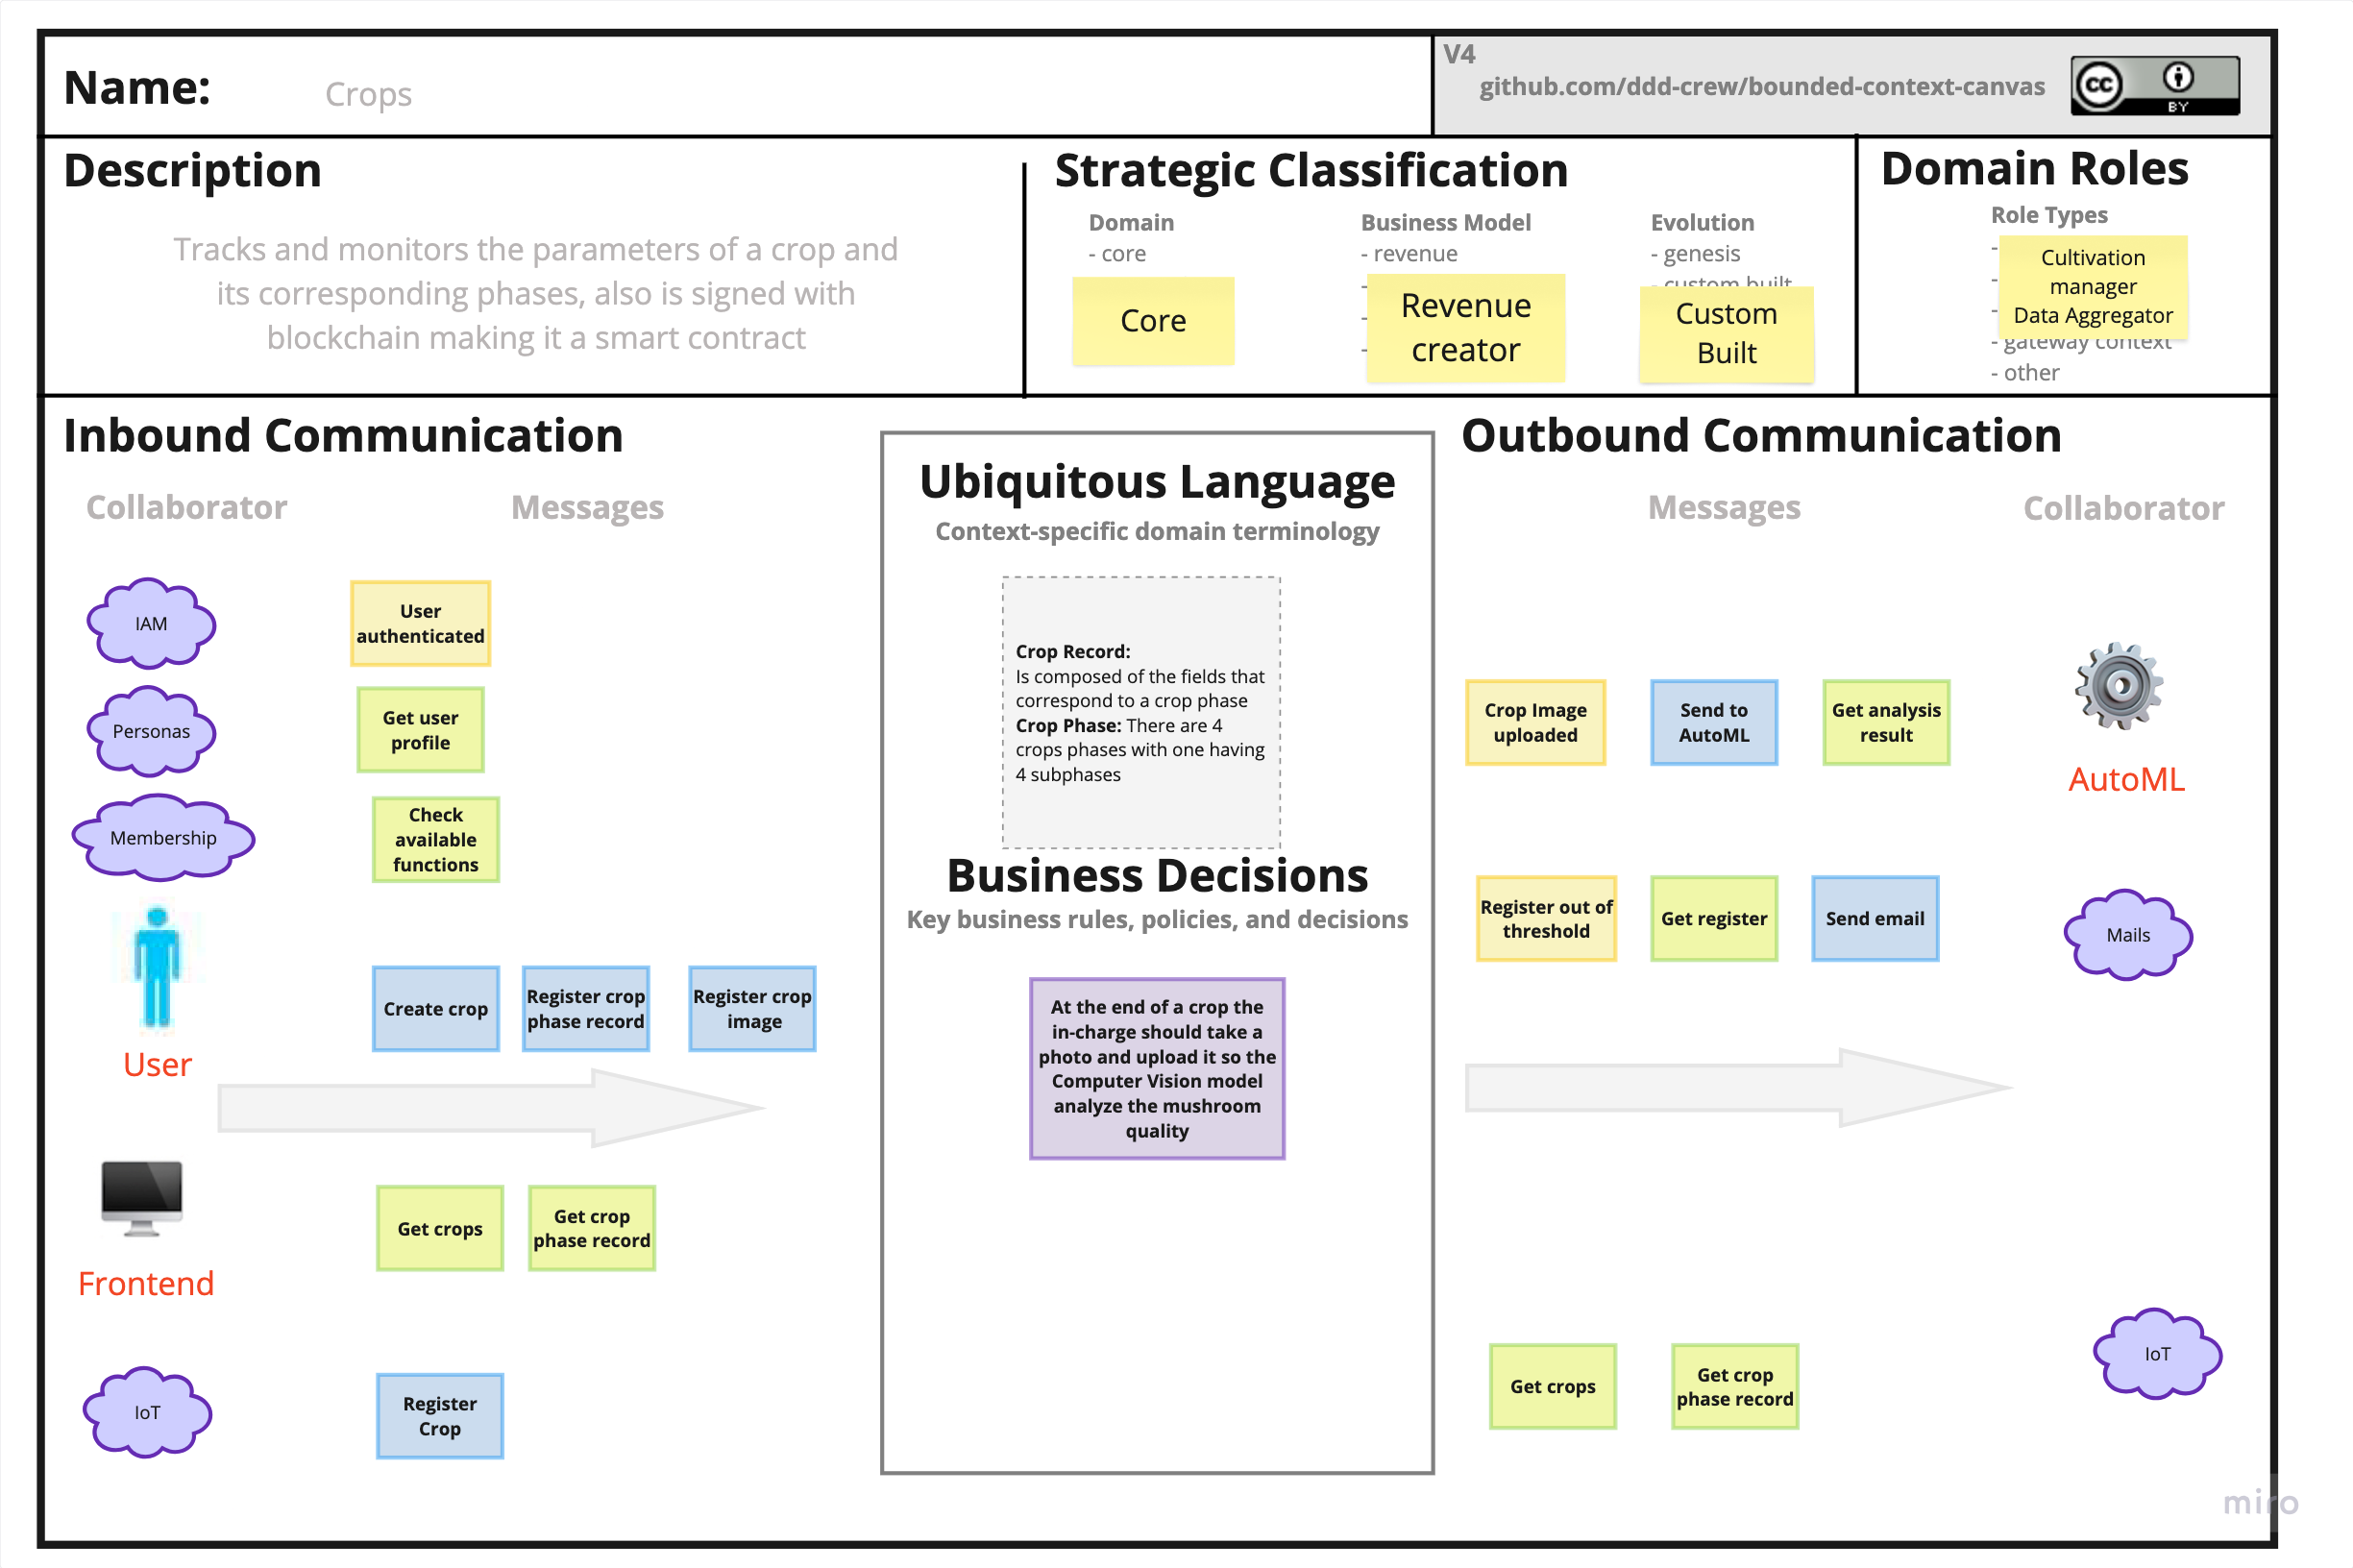 Name:
Crops
V4
github.com/ddd-crew/bounded-context-canvas
cc
BY
Description
Tracks and monitors the parameters of a crop and
its corresponding phases, also is signed with
blockchain making it a smart contract
Strategic Classification
Domain
- core
Core
Business Model
- revenue
-
-
-
Revenue
creator
Evolution
- genesis
- custom built
Custom
Built
Domain Roles
Role Types
-
-
-
Cultivation
manager
Data Aggregator
- gateway context
- other
Inbound Communication
Collaborator
Messages
IAM
User
authenticated
Personas
Get user
profile
Membership
Check
available
functions
User
Create crop
Register crop
phase record
Register crop
image
Frontend
Get crops
Get crop
phase record
IoT
Register
Crop
Ubiquitous Language
Context-specific domain terminology
Crop Record:
Is composed of the fields that
correspond to a crop phase
Crop Phase: There are 4
crops phases with one having
4 subphases
Business Decisions
Key business rules, policies, and decisions
At the end of a crop the
in-charge should take a
photo and upload it so the
Computer Vision model
analyze the mushroom
quality
Outbound Communication
Messages
Collaborator
Crop Image
uploaded
Send to
AutoML
Get analysis
result
AutoML
Register out of
threshold
Get register
Send email
Mails
Get crops
Get crop
phase record
IoT
miro